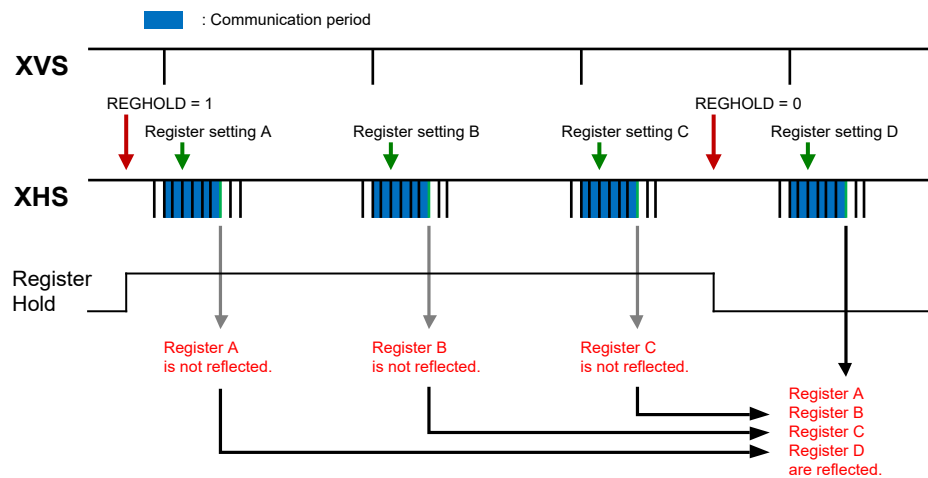 : Communication period
XVS
REGHOLD = 1
REGHOLD = 0
Register setting A
Register setting B
Register setting C
Register setting D
XHS
Register
Hold
Register A
is not reflected.
Register B
is not reflected.
Register C
is not reflected.
Register A
Register B
Register C
Register D
are reflected.